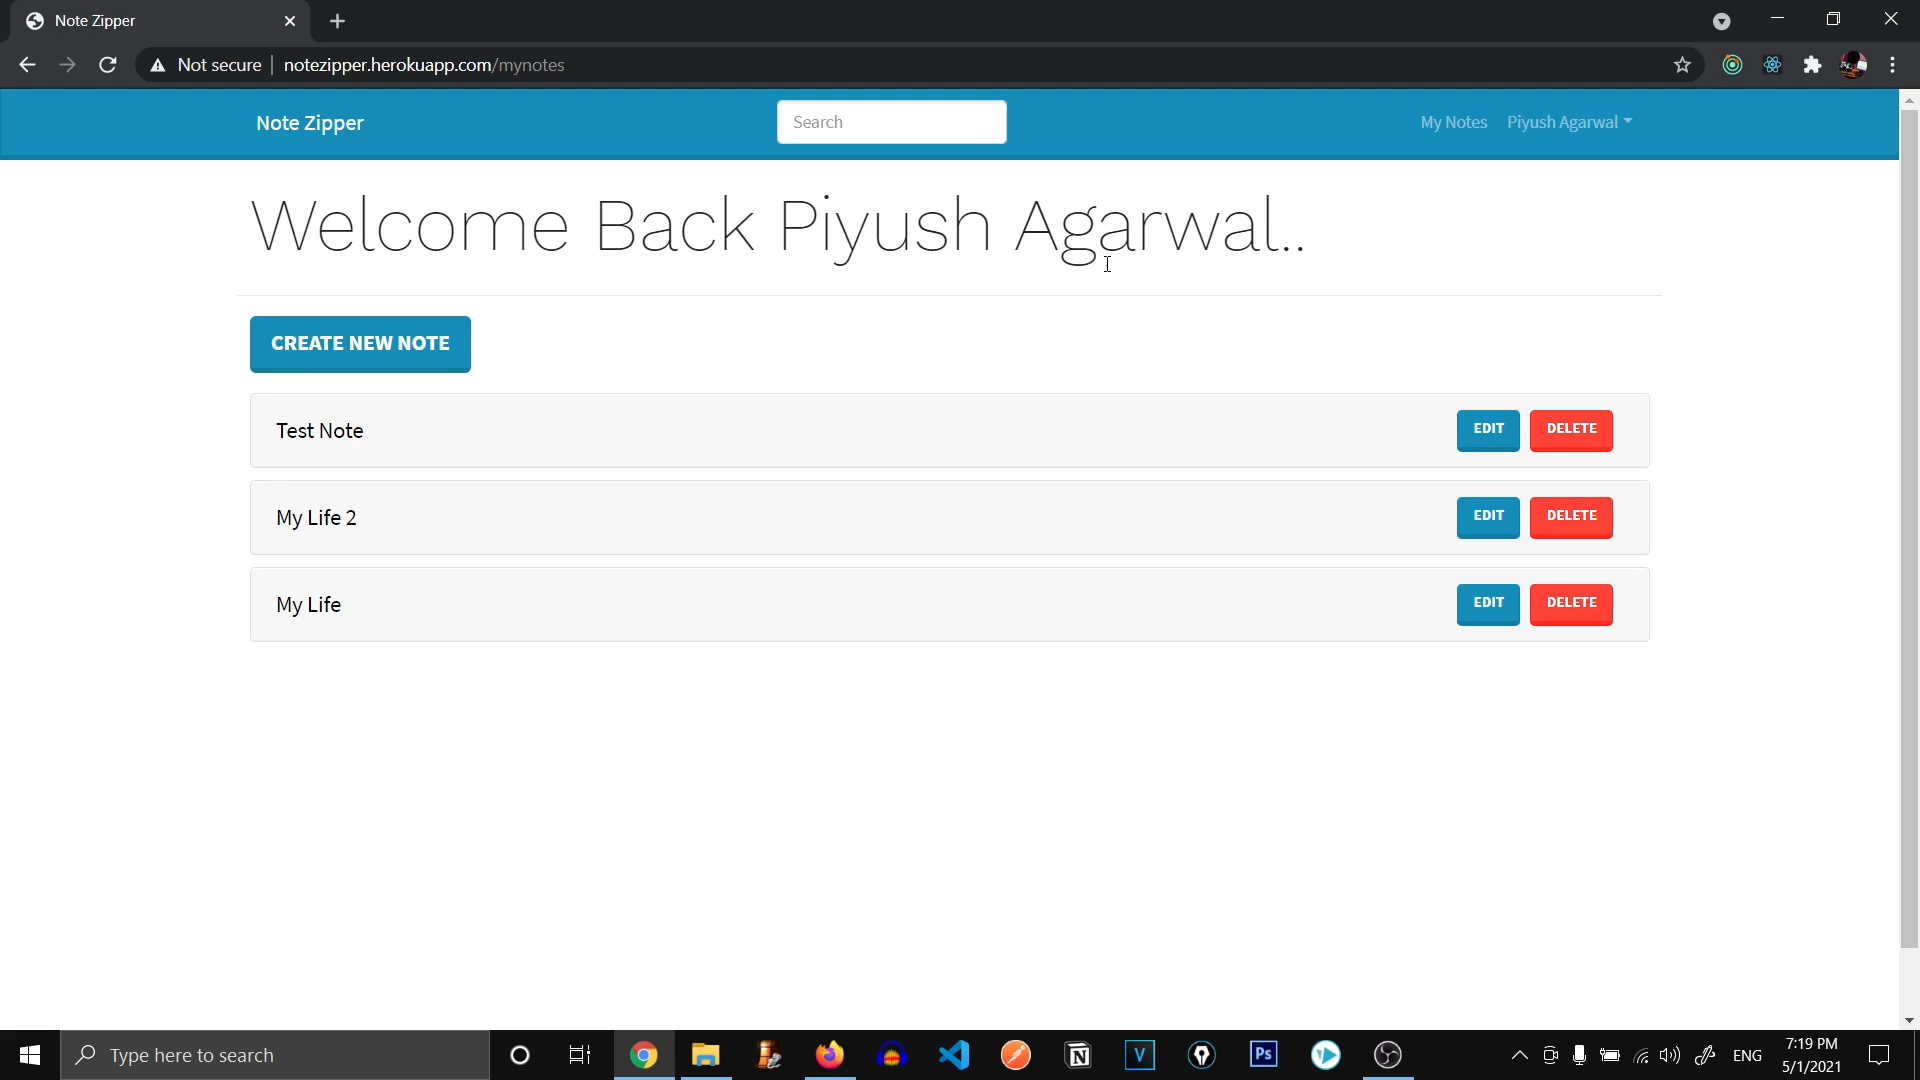 Note Zipper
Not secure | notezipper.herokuapp.com/mynotes
Note Zipper
Search
My Notes
Piyush Agarwal
Welcome Back Piyush Agarwal..
CREATE NEW NOTE
Test Note
EDIT
DELETE
My Life 2
EDIT
DELETE
My Life
EDIT
DELETE
Type here to search
N
V
Ps
ENG
7:19 PM
5/1/2021